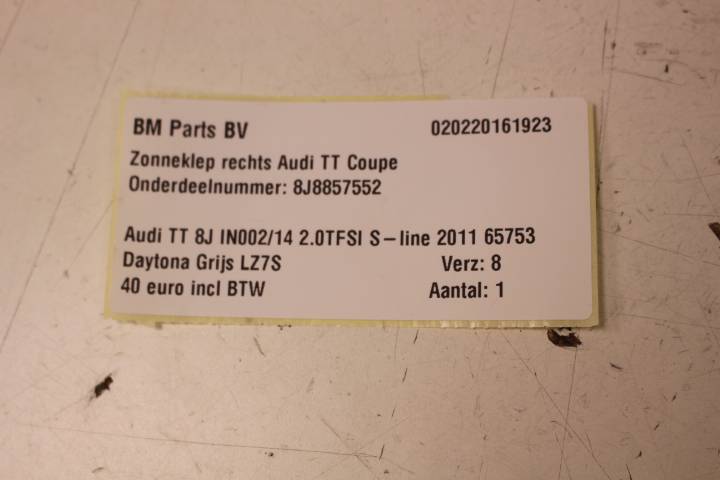 BM Parts BV 020220161923
Zonneklep rechts Audi TT Coupe
Onderdeelnummer: 8J8857552
Audi TT 8J IN002/14 2.0TFSI S-line 2011 65753
Daytona Grijs LZ7S Verz: 8
40 euro incl BTW Aantal: 1